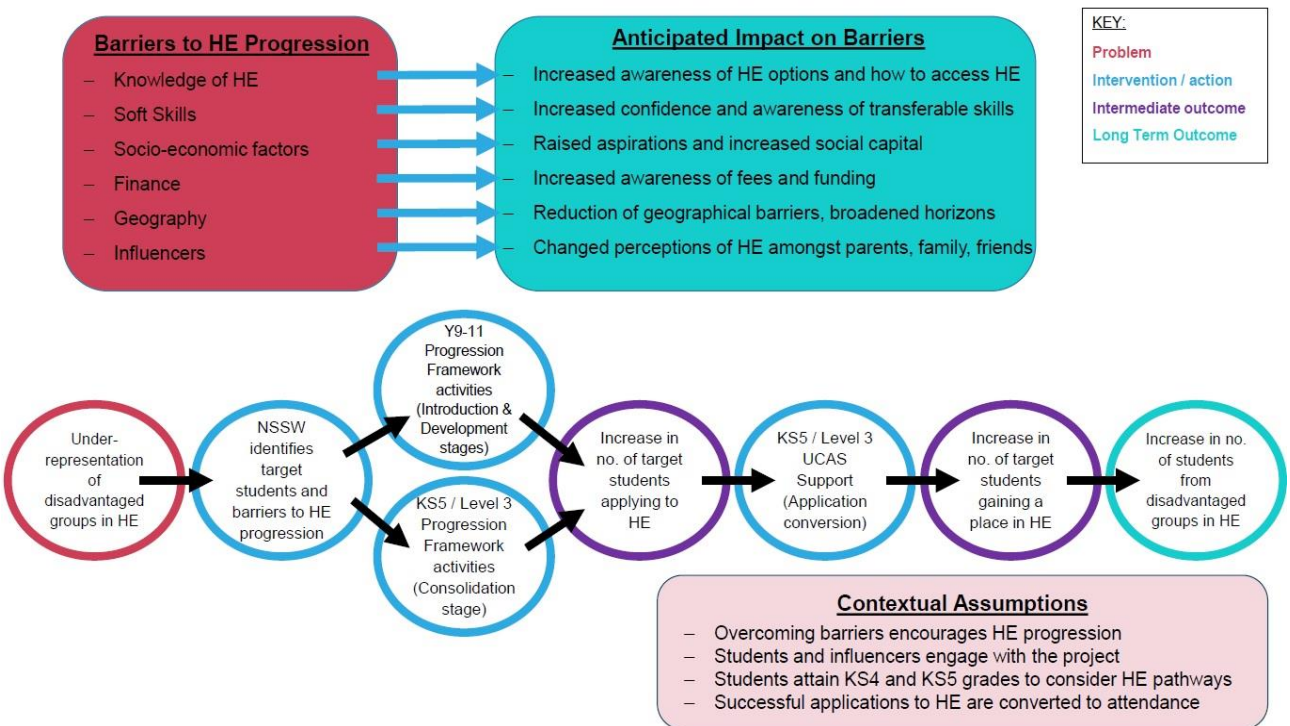 Barriers to HE Progression
– Knowledge of HE
– Soft Skills
– Socio-economic factors
– Finance
– Geography
– Influencers
Anticipated Impact on Barriers
– Increased awareness of HE options and how to access HE
– Increased confidence and awareness of transferable skills
– Raised aspirations and increased social capital
– Increased awareness of fees and funding
– Reduction of geographical barriers, broadened horizons
– Changed perceptions of HE amongst parents, family, friends
KEY:
Problem
Intervention / action
Intermediate outcome
Long Term Outcome
Under-
representation
of
disadvantaged
groups in HE
NSSW
identifies
target
students and
barriers to HE
progression
Y9-11
Progression
Framework
activities
(Introduction &
Development
stages)
KS5 / Level 3
Progression
Framework
activities
(Consolidation
stage)
Increase in
no. of target
students
applying to
HE
KS5 / Level 3
UCAS
Support
(Application
conversion)
Increase in
no. of target
students
gaining a
place in HE
Increase in no.
of students
from
disadvantaged
groups in HE
Contextual Assumptions
– Overcoming barriers encourages HE progression
– Students and influencers engage with the project
– Students attain KS4 and KS5 grades to consider HE pathways
– Successful applications to HE are converted to attendance